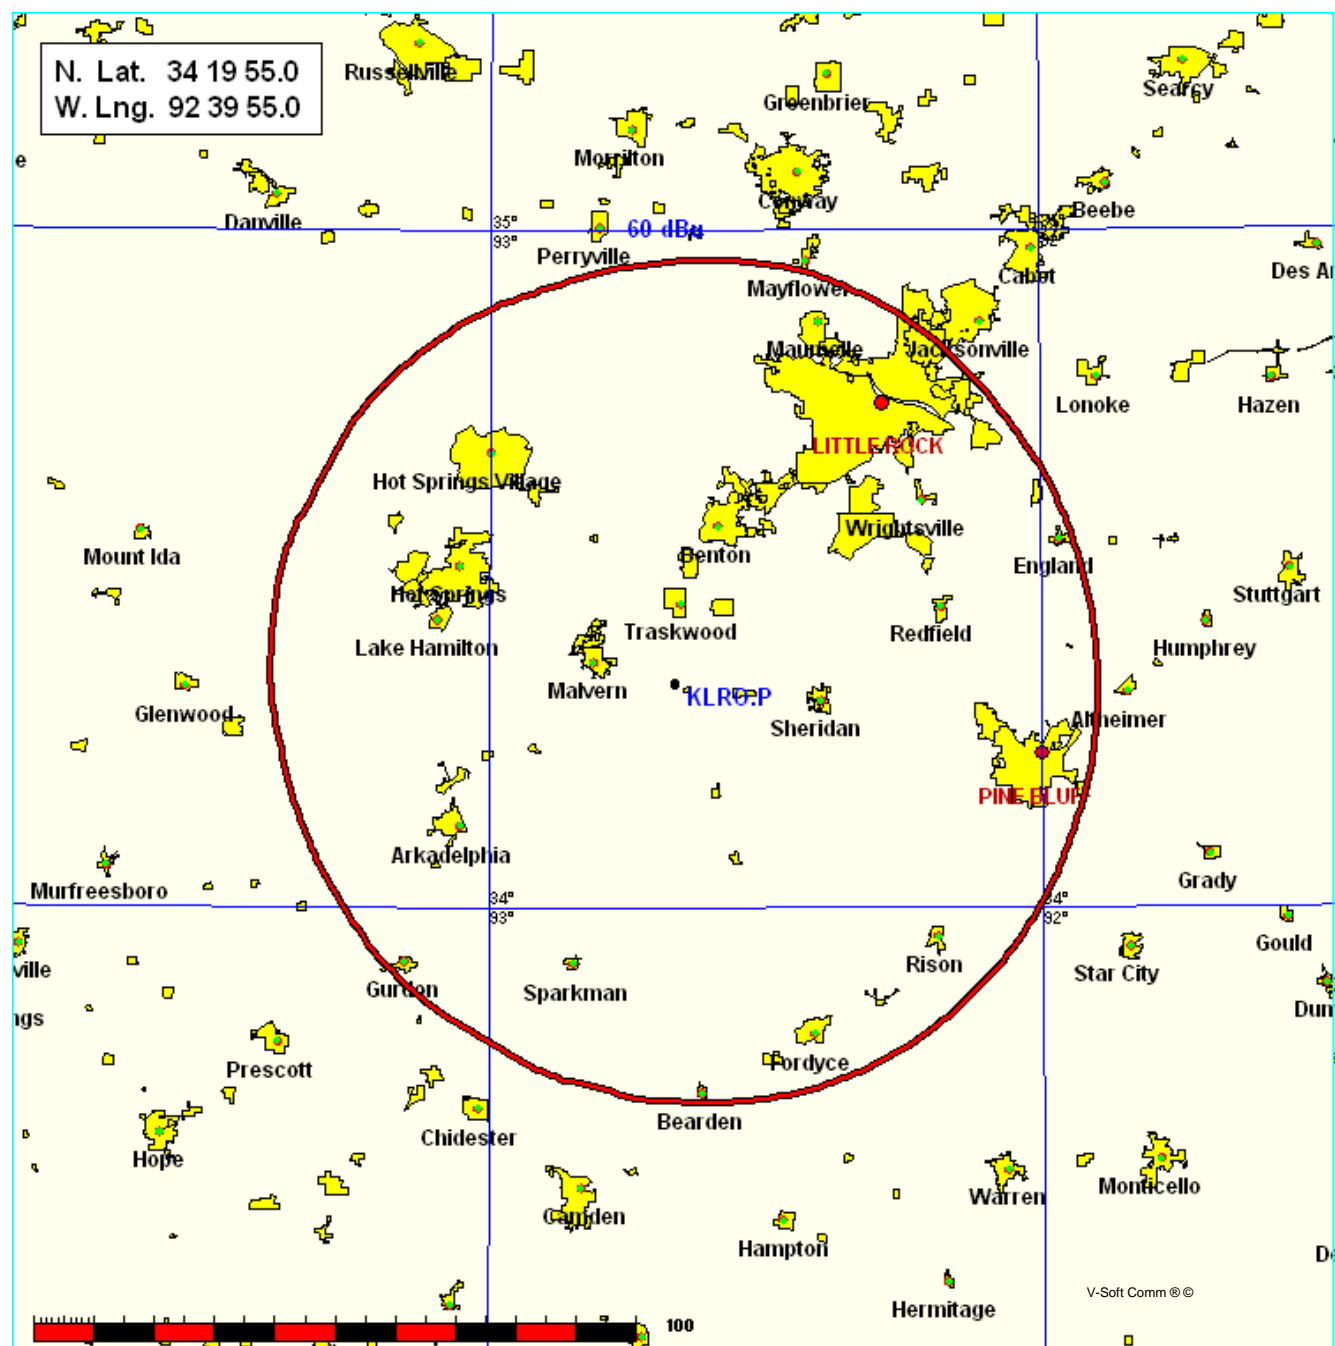 N. Lat. 34 19 55.0
W. Lng. 92 39 55.0
Russellville
Greenbrier
Searcy
e
Morrilton
Conway
Beebe
Danville
35°
93°
60 dBu
Perryville
Cabot
Des Ar
Mayflower
Maumelle
Jacksonville
Lonoke
Hazen
LITTLE ROCK
Hot Springs Village
Mount Ida
Benton
Wrightsville
England
Stuttgart
Hot Springs
Traskwood
Redfield
Lake Hamilton
Humphrey
Malvern
KLRO.P
Glenwood
Sheridan
Altheimer
PINE BLUFF
Arkadelphia
Murfreesboro
Grady
34°
93°
34°
92°
Gould
Rison
Star City
ville
Gurdon
Sparkman
ngs
Dun
Prescott
Fordyce
Bearden
Chidester
Hope
Warren
Monticello
Camden
Hampton
De
V-Soft Comm ® ©
Hermitage
100